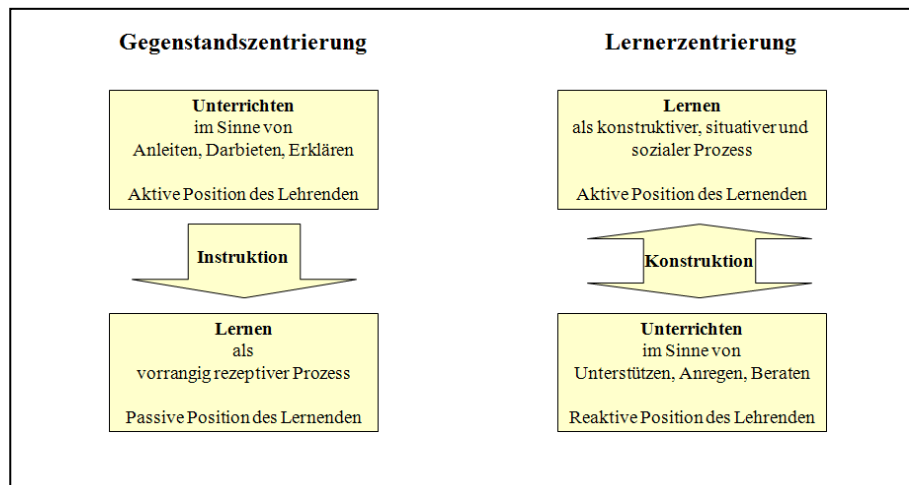 Gegenstandszentrierung
Unterrichten
im Sinne von
Anleiten, Darbieten, Erklären
Aktive Position des Lehrenden
Instruktion
Lernen
als
vorrangig rezeptiver Prozess
Passive Position des Lernenden
Lernerzentrierung
Lernen
als konstruktiver, situativer und
sozialer Prozess
Aktive Position des Lernenden
Konstruktion
Unterrichten
im Sinne von
Unterstützen, Anregen, Beraten
Reaktive Position des Lehrenden